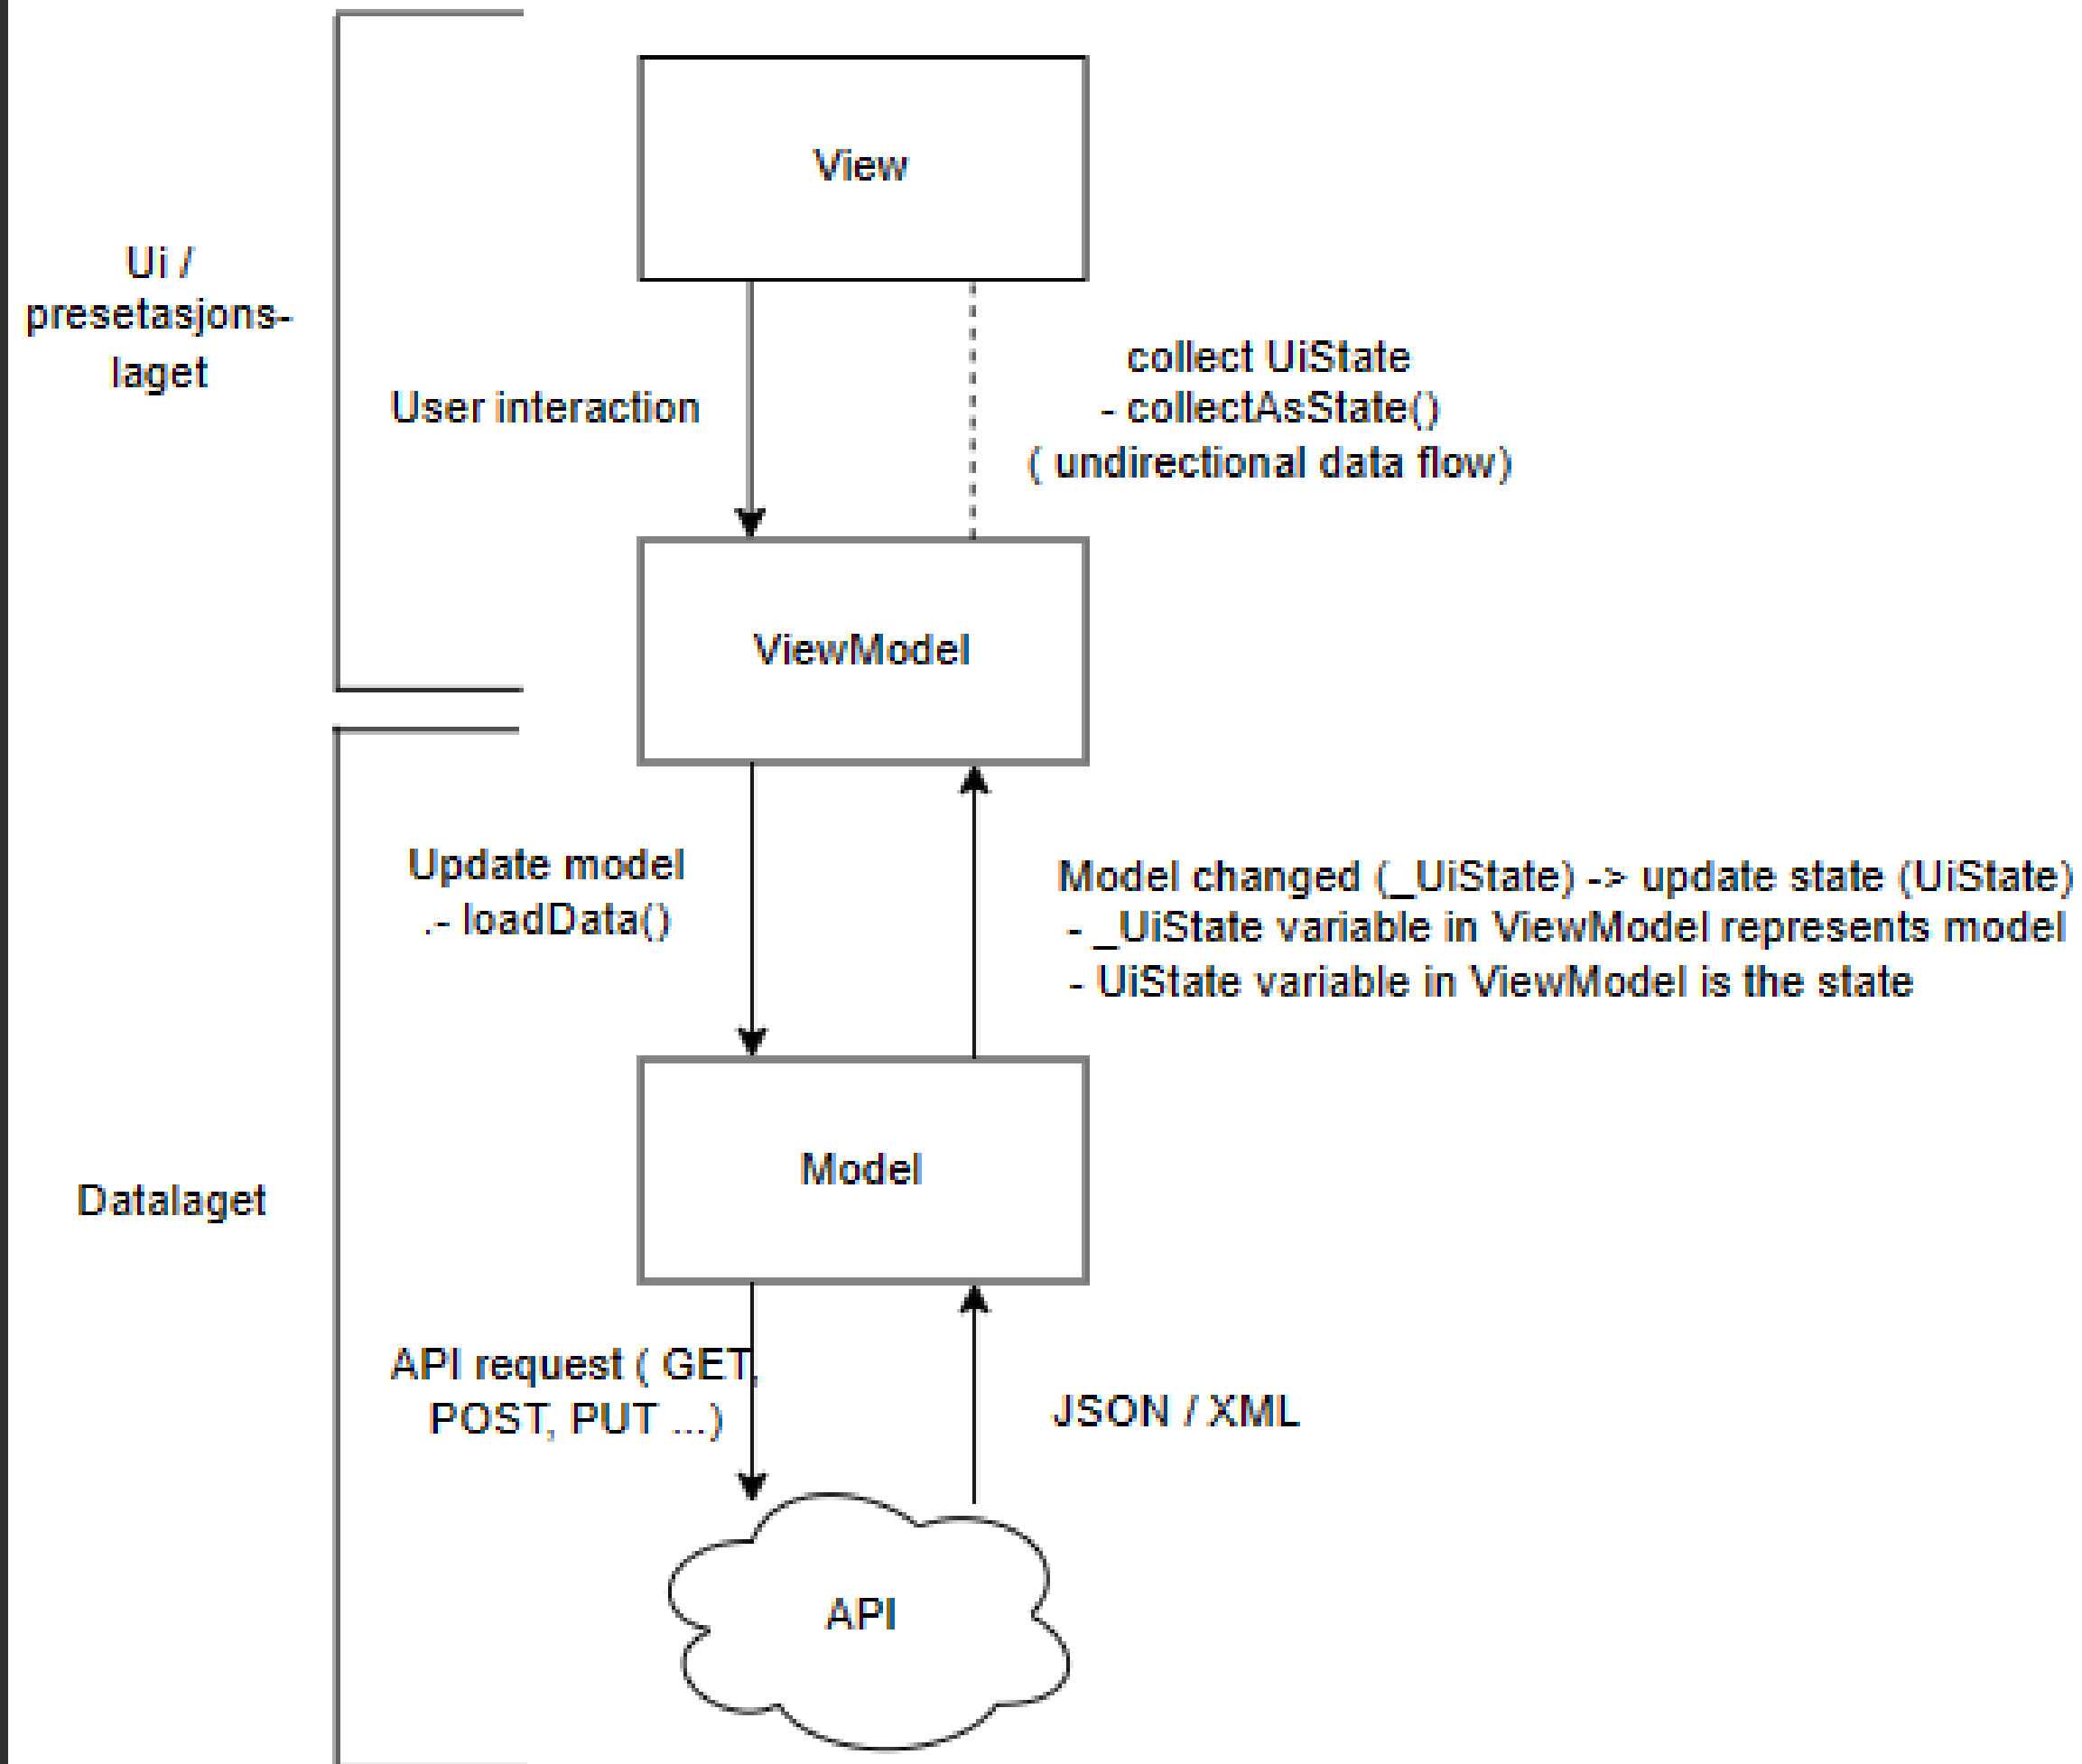 View
Ui /
presetasjons-
laget
collect UiState
- collectAsState()
( undirectional data flow)
User interaction
ViewModel
Update model
.- loadData()
Model changed (_UiState) -> update state (UiState)
- _UiState variable in ViewModel represents model
- UiState variable in ViewModel is the state
Model
Datalaget
API request ( GET,
POST, PUT ...)
JSON / XML
API